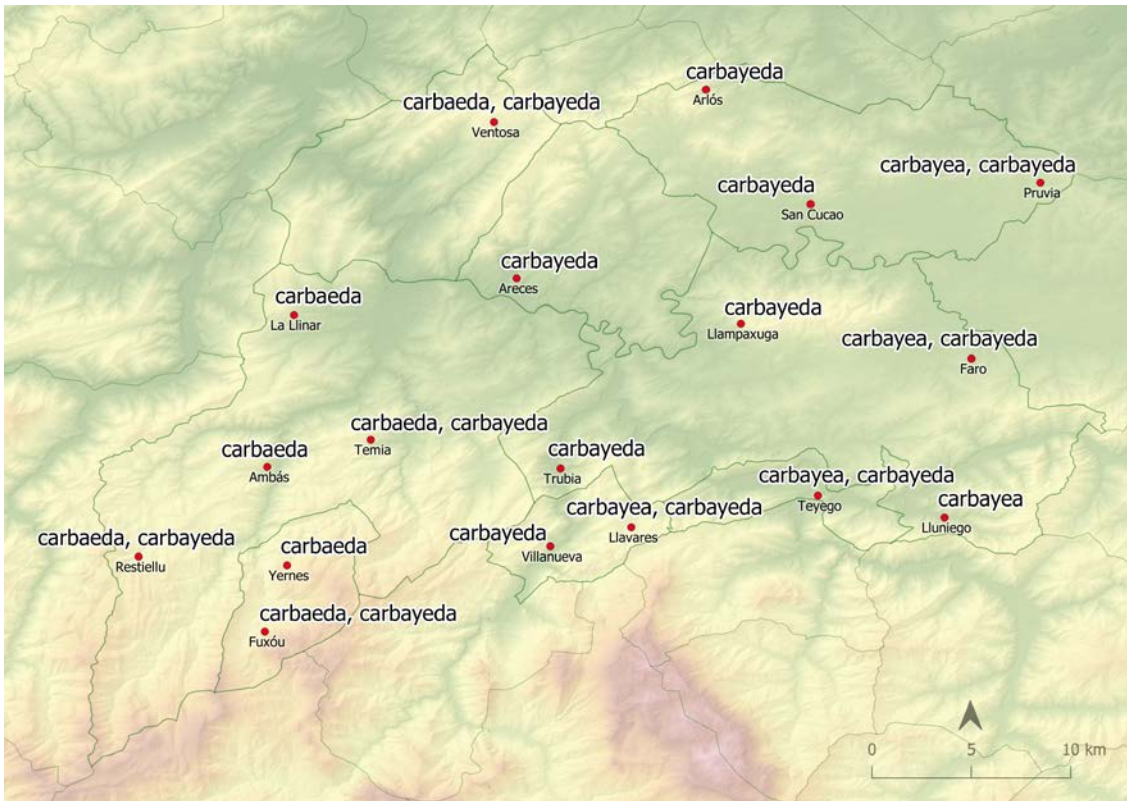 carbayeda
Arlós
carbaeda, carbayeda
Ventosa
carbayea, carbayeda
Pruvia
carbayeda
San Cucao
carbayeda
Areces
carbaeda
La Llinar
carbayeda
Llampaxuga
carbayea, carbayeda
Faro
carbaeda, carbayeda
Temia
carbaeda
Ambás
carbayeda
Trubia
carbayea, carbayeda
Teyego
carbayea
Lluniego
carbayea, carbayeda
Llavares
carbayeda
Villanueva
carbaeda, carbayeda
Restiellu
carbaeda
Yernes
carbaeda, carbayeda
Fuxóu
0 5 10 km